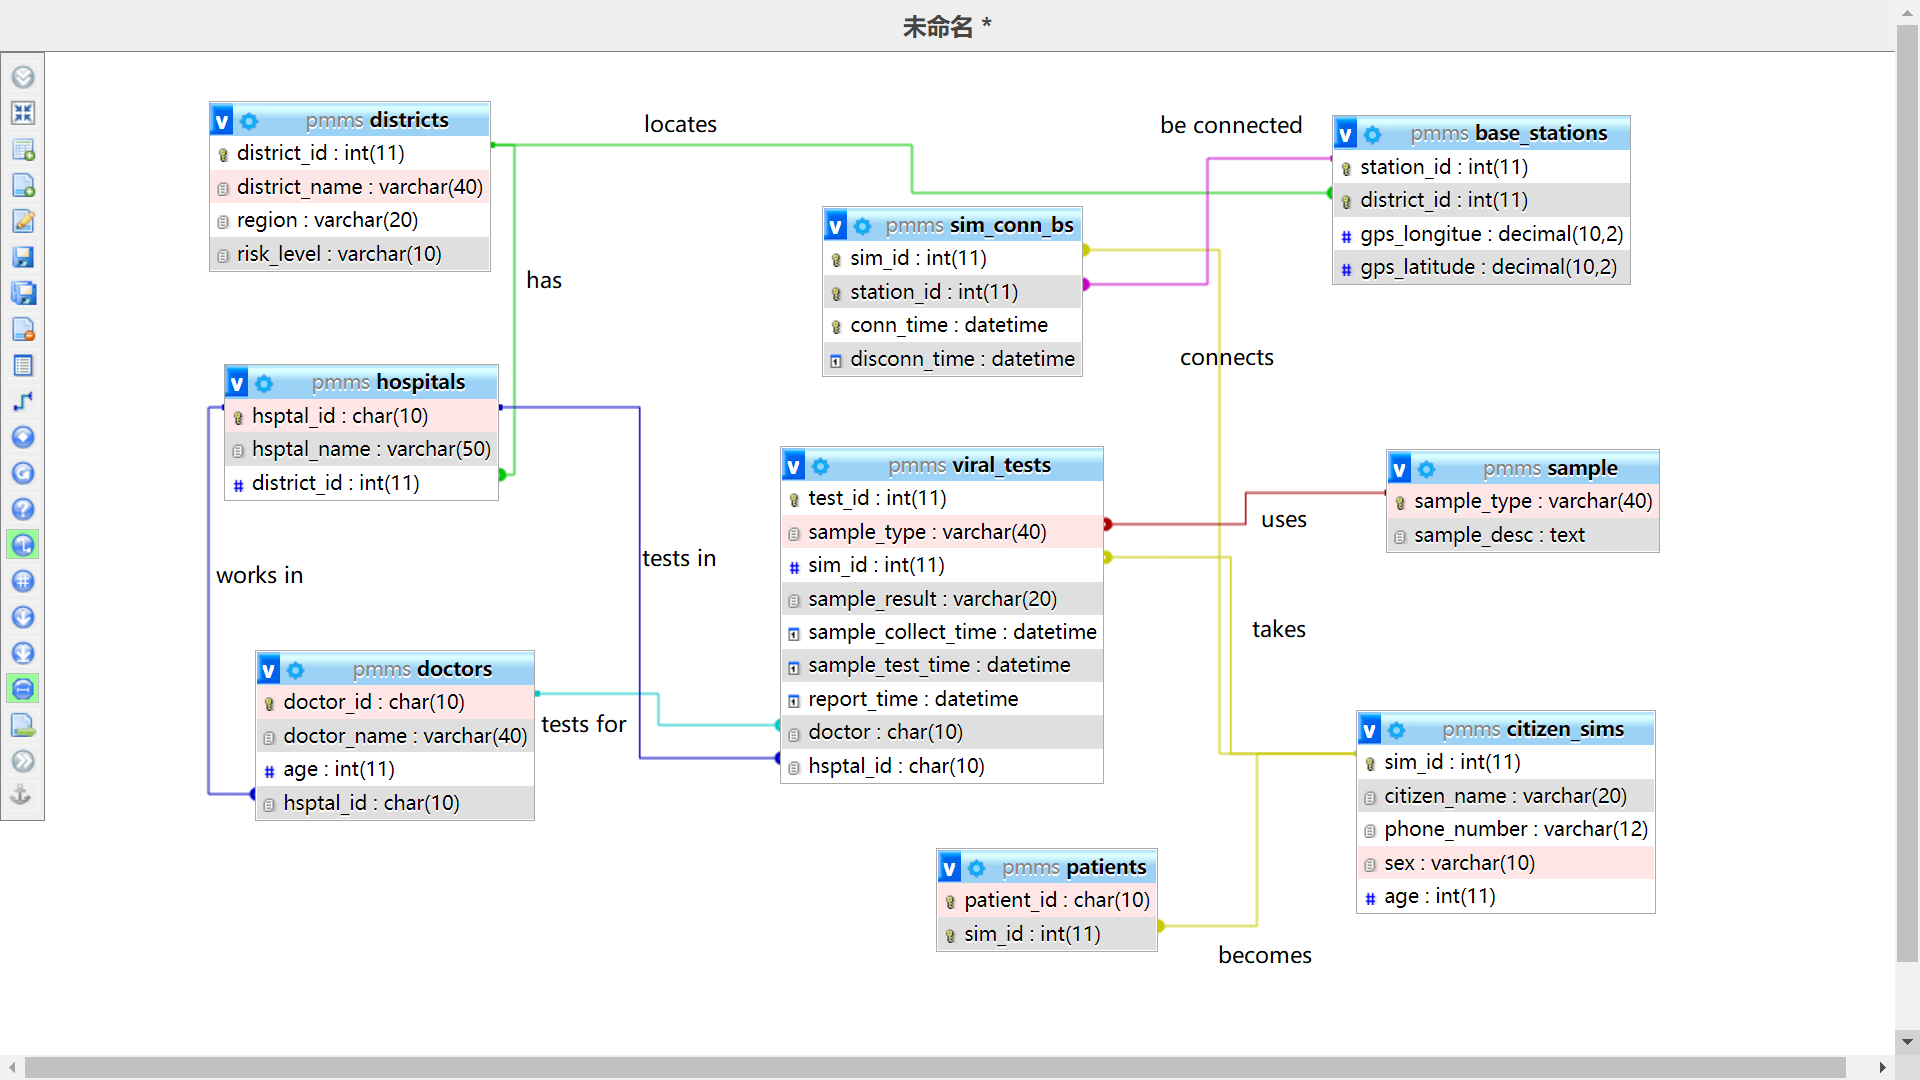 未命名 *
pmms districts
district_id : int(11)
district_name : varchar(40)
region : varchar(20)
risk_level : varchar(10)
locates
be connected
pmms base_stations
station_id : int(11)
district_id : int(11)
gps_longitue : decimal(10,2)
gps_latitude : decimal(10,2)
pmms sim_conn_bs
sim_id : int(11)
station_id : int(11)
conn_time : datetime
disconn_time : datetime
has
connects
pmms hospitals
hsptal_id : char(10)
hsptal_name : varchar(50)
district_id : int(11)
pmms viral_tests
test_id : int(11)
sample_type : varchar(40)
sim_id : int(11)
sample_result : varchar(20)
sample_collect_time : datetime
sample_test_time : datetime
report_time : datetime
doctor : char(10)
hsptal_id : char(10)
pmms sample
sample_type : varchar(40)
sample_desc : text
uses
tests in
works in
takes
pmms doctors
doctor_id : char(10)
doctor_name : varchar(40)
age : int(11)
hsptal_id : char(10)
tests for
pmms citizen_sims
sim_id : int(11)
citizen_name : varchar(20)
phone_number : varchar(12)
sex : varchar(10)
age : int(11)
pmms patients
patient_id : char(10)
sim_id : int(11)
becomes